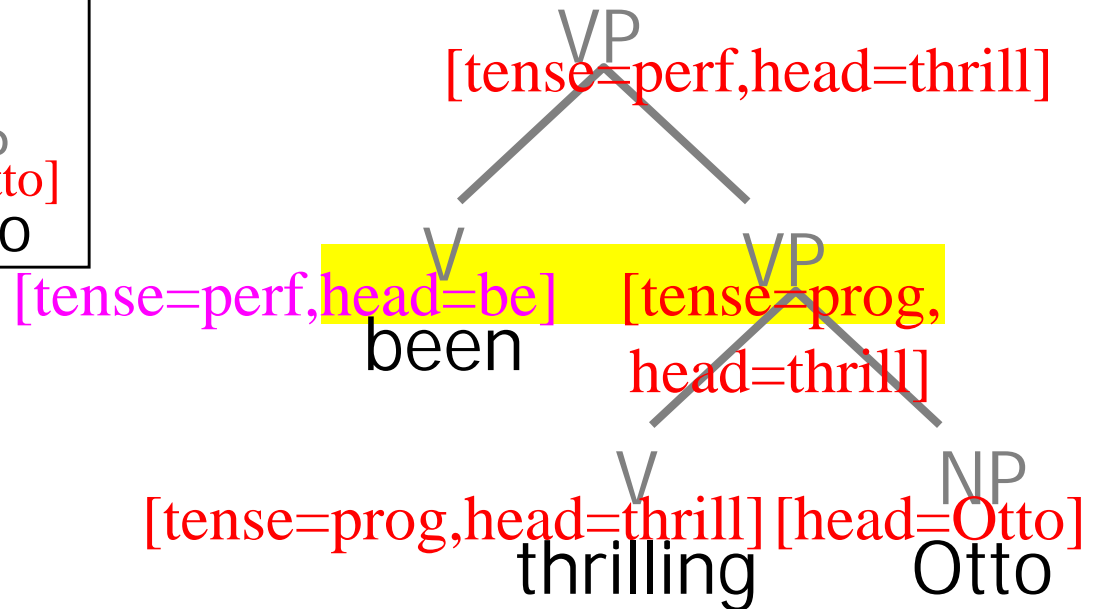 VP
[tense=perf,head=thrill]
tto]
o
V VP
[tense=perf,head=be] [tense=prog,
been head=thrill]
V NP
[tense=prog,head=thrill] [head=Otto]
thrilling Otto